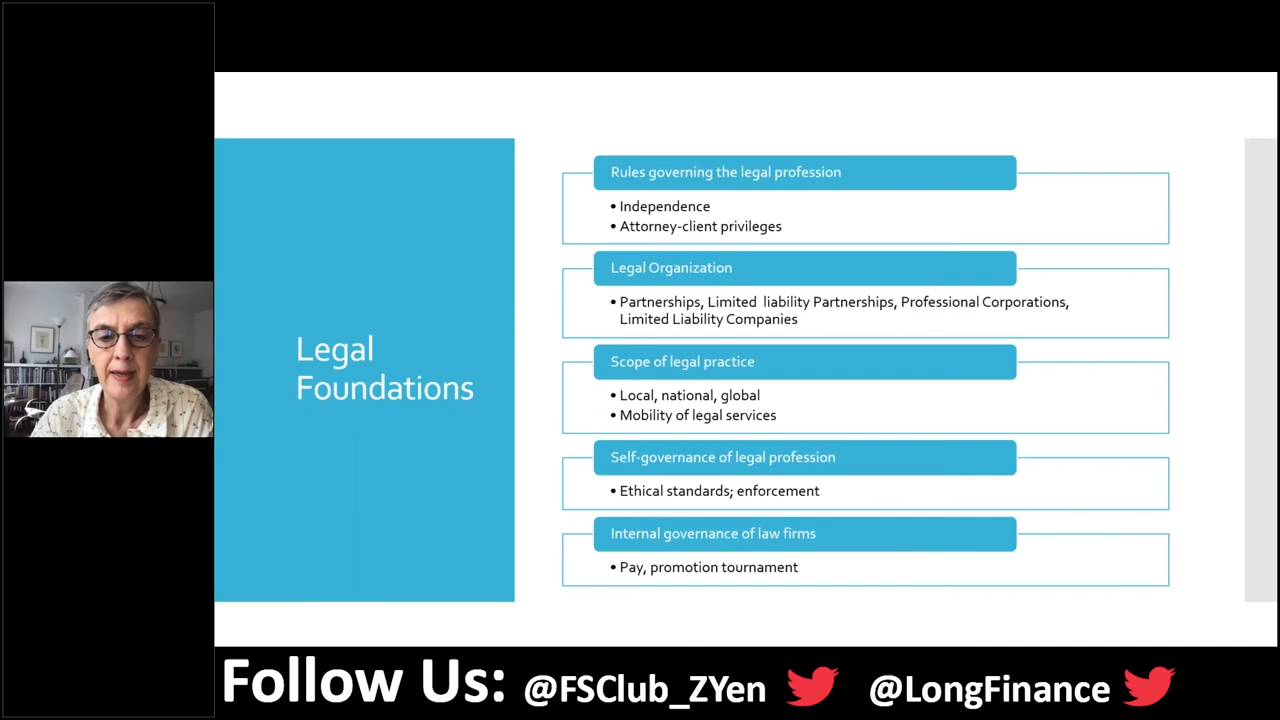 Legal
Foundations
Rules governing the legal profession
• Independence
• Attorney-client privileges
Legal Organization
• Partnerships, Limited liability Partnerships, Professional Corporations,
Limited Liability Companies
Scope of legal practice
• Local, national, global
• Mobility of legal services
Self-governance of legal profession
• Ethical standards; enforcement
Internal governance of law firms
• Pay, promotion tournament
Follow Us: @FSClub_ZYen @LongFinance